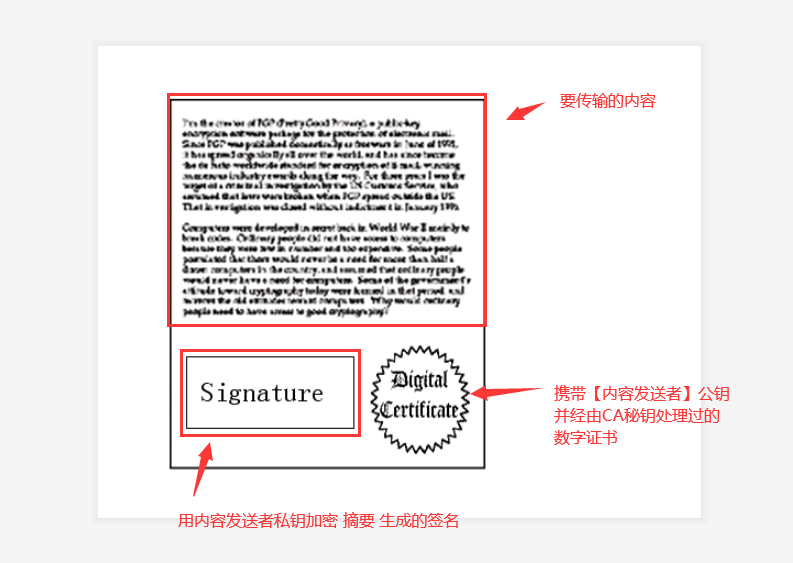 I'm the creator of PGP (Pretty Good Privacy), a public-key
encryption software package for the protection of electronic mail.
Since PGP was published domestically as freeware in June of 1991,
it has spread organically all over the world, and has since become
the de facto worldwide standard for encryption of E-mail, winning
numerous industry awards along the way. For three years I was the
target of a criminal investigation by the US Customs Service, who
assumed that laws were broken when PGP spread outside the US.
That investigation was closed without indictment in January 1996.
Computers were developed in secret back in World War II mainly to
break codes. Ordinary people did not have access to computers
because they were few in number and too expensive. Some people
postulated that there would never be a need for more than half a
dozen computers in the country, and assumed that ordinary people
would never have a need for computers. Some of the government's
attitude toward cryptography today were formed in that period, and
mirrors the old attitudes toward computers. Why would ordinary
people need to have access to good cryptography?
要传输的内容
Signature
Digital
Certificate
携带【内容发送者】公钥
并经由CA秘钥处理过的
数字证书
用内容发送者私钥加密 摘要 生成的签名